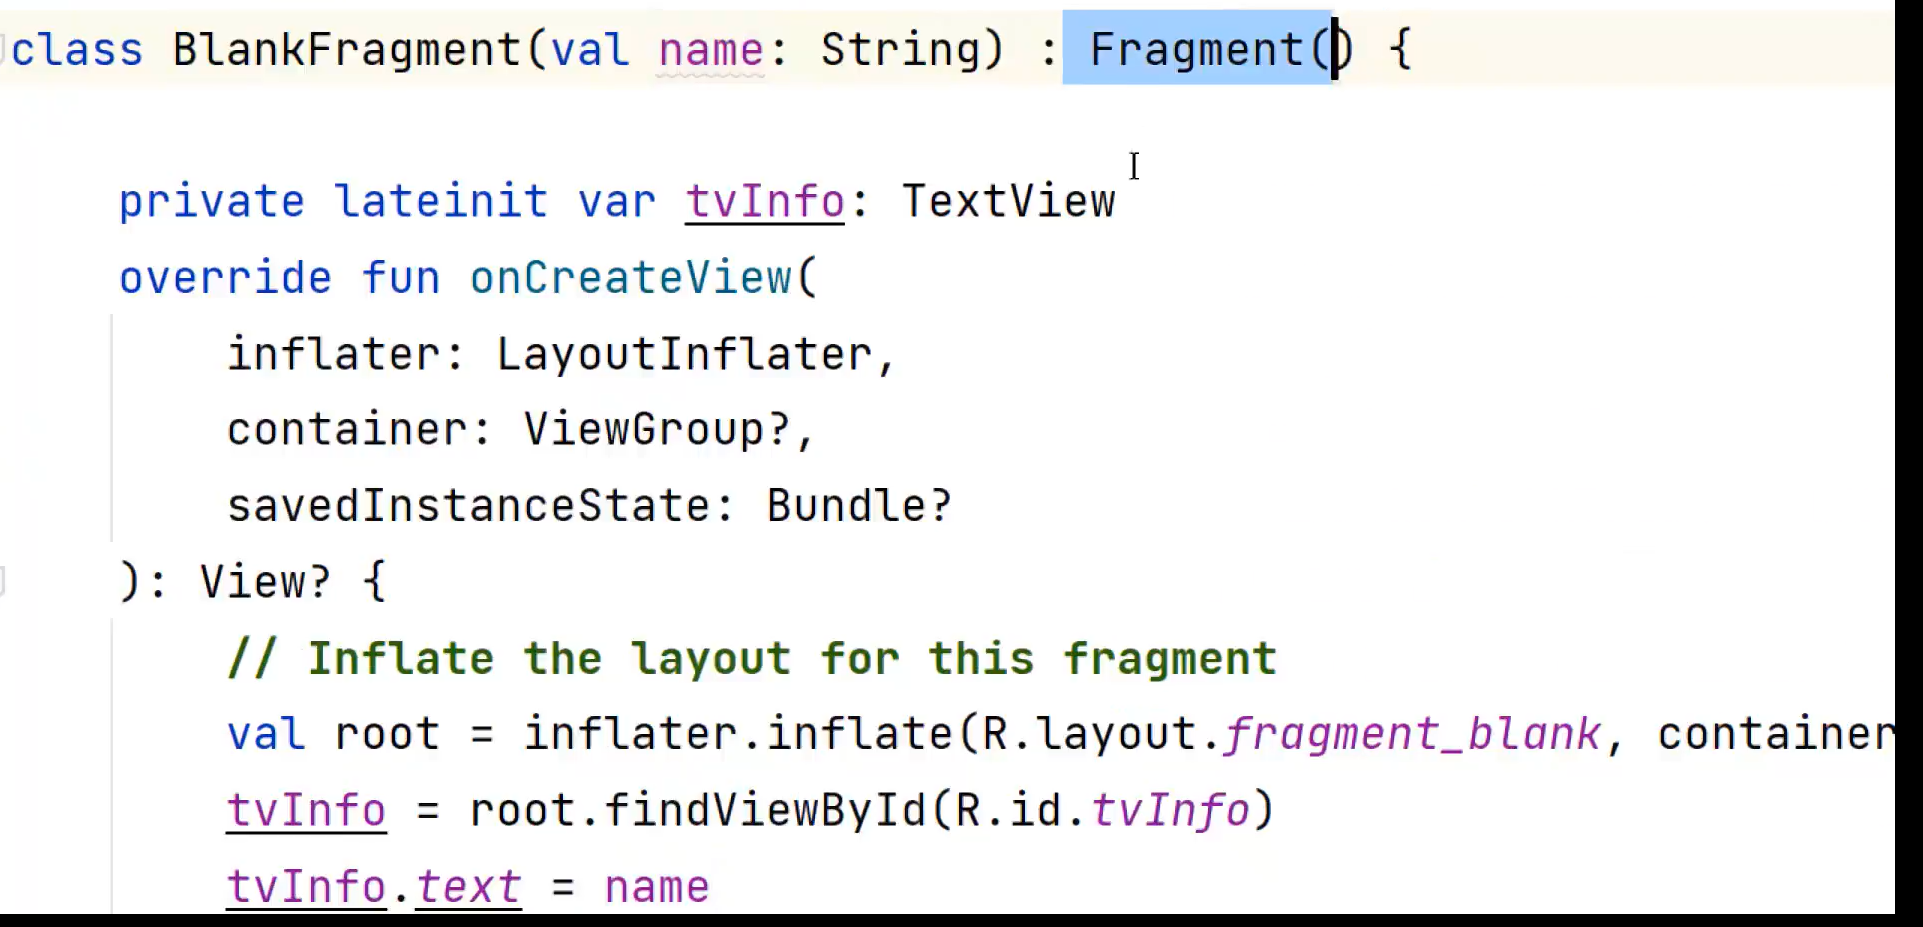 class BlankFragment(val name: String) : Fragment() {
private lateinit var tvInfo: TextView
override fun onCreateView(
inflater: LayoutInflater,
container: ViewGroup?,
savedInstanceState: Bundle?
): View? {
// Inflate the layout for this fragment
val root = inflater.inflate(R.layout.fragment_blank, container
tvInfo = root.findViewById(R.id.tvInfo)
tvInfo.text = name